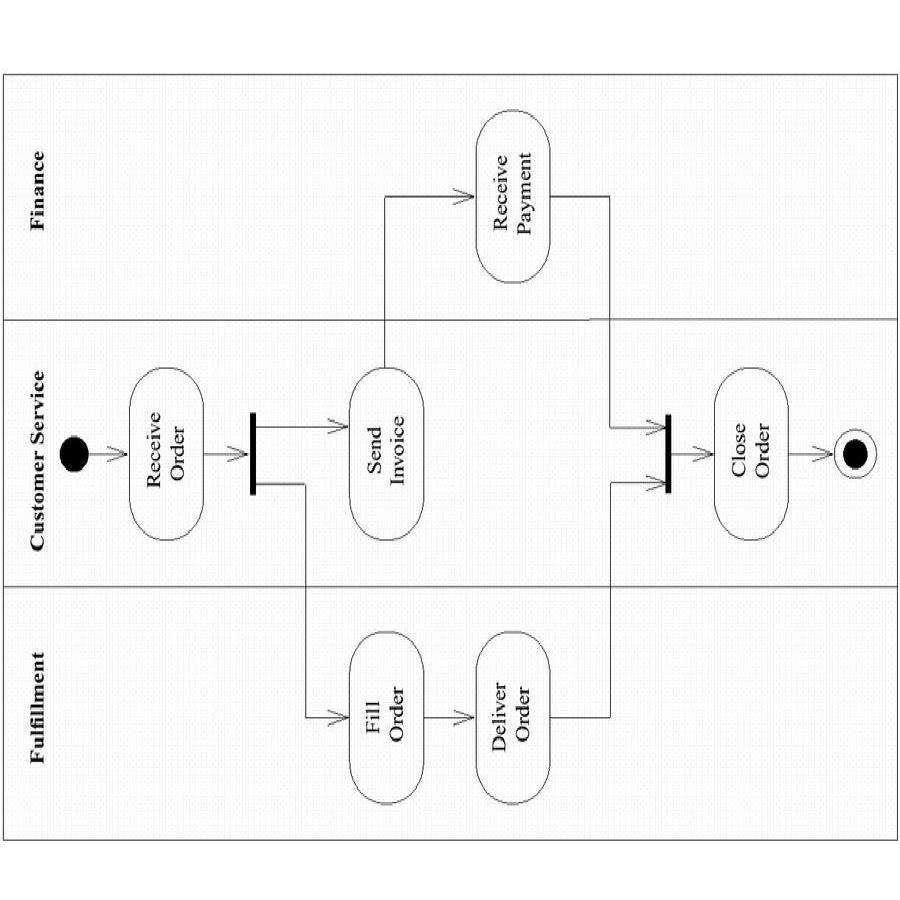 Fulfillment
Customer Service
Finance
Receive
Order
Fill
Order
Send
Invoice
Deliver
Order
Receive
Payment
Close
Order